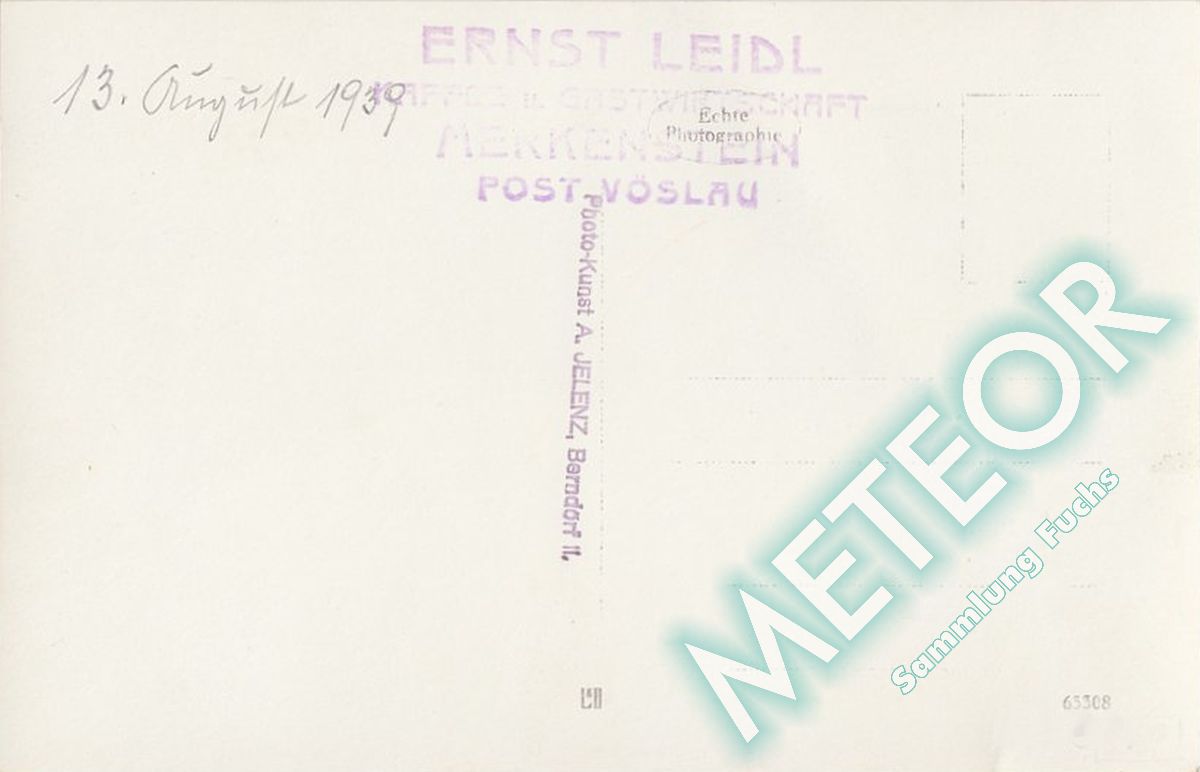 ERNST LEIDL
13. August 1939
KAFFEE u. GASTWIRTSCHAFT
Echte
Photographie
MERKENSTEIN
POST VÖSLAU
Photo-Kunst A. JELENZ, Berndorf II,
METEOR
Sammlung Fuchs
63308